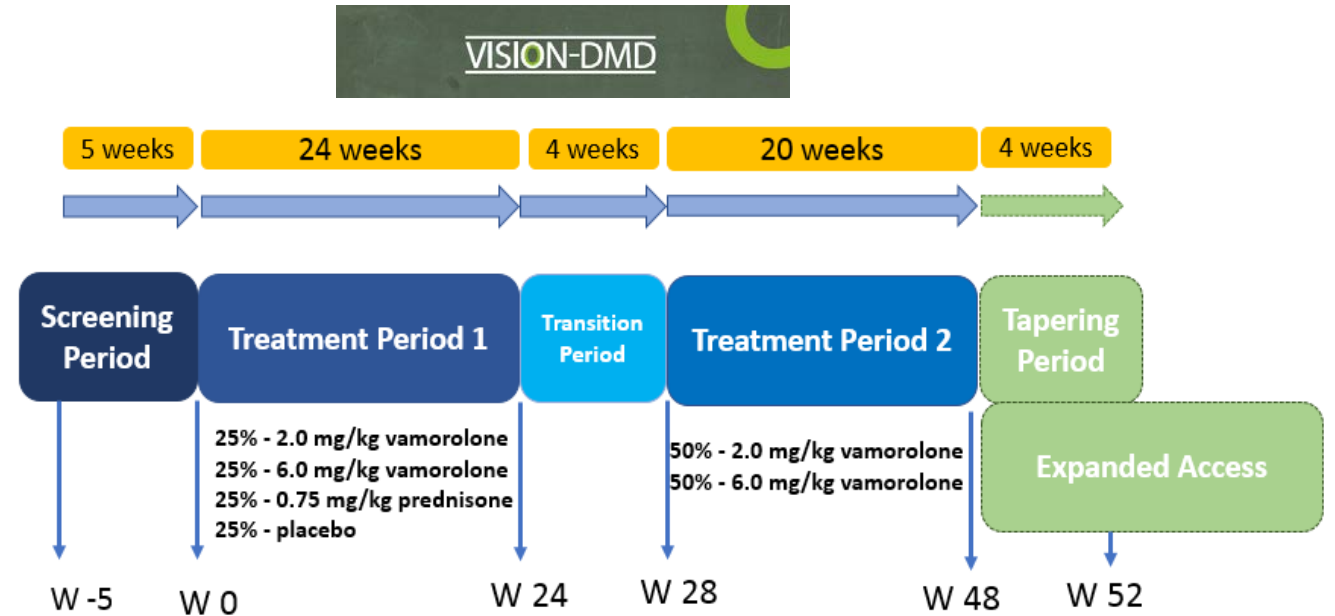 VISION-DMD
5 weeks
24 weeks
4 weeks
20 weeks
4 weeks
Screening
Period
Treatment Period 1
Transition
Period
Treatment Period 2
Tapering
Period
25% - 2.0 mg/kg vamorolone
25% - 6.0 mg/kg vamorolone
25% - 0.75 mg/kg prednisone
25% - placebo
50% - 2.0 mg/kg vamorolone
50% - 6.0 mg/kg vamorolone
Expanded Access
W -5
W 0
W 24
W 28
W 48
W 52